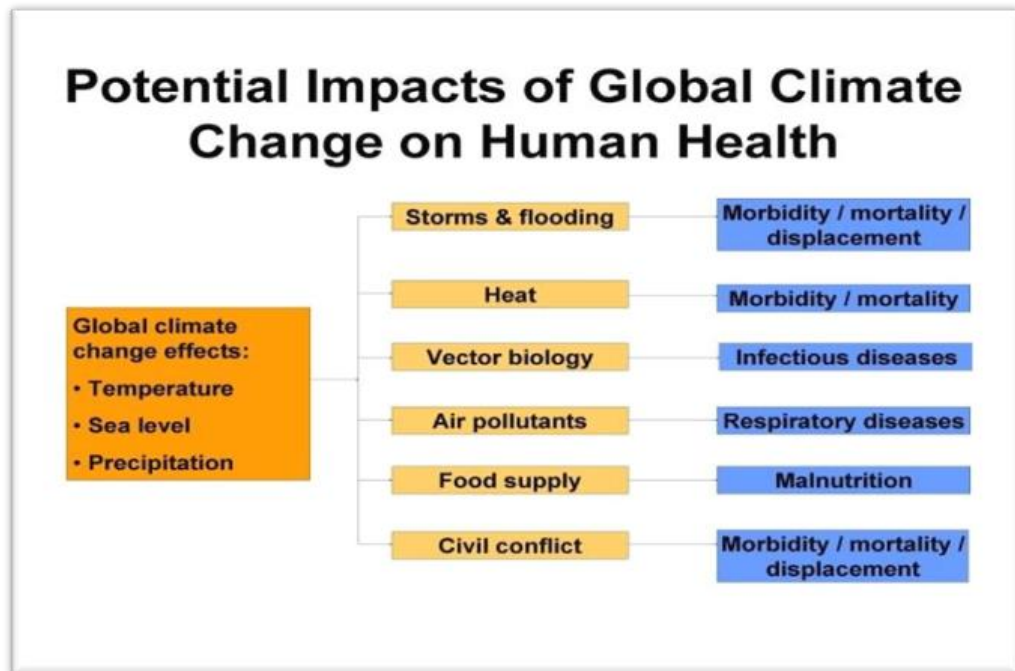 Potential Impacts of Global Climate
Change on Human Health
Global climate
change effects:
• Temperature
• Sea level
• Precipitation
Storms & flooding
Morbidity / mortality /
displacement
Heat
Morbidity / mortality
Vector biology
Infectious diseases
Air pollutants
Respiratory diseases
Food supply
Malnutrition
Civil conflict
Morbidity / mortality /
displacement